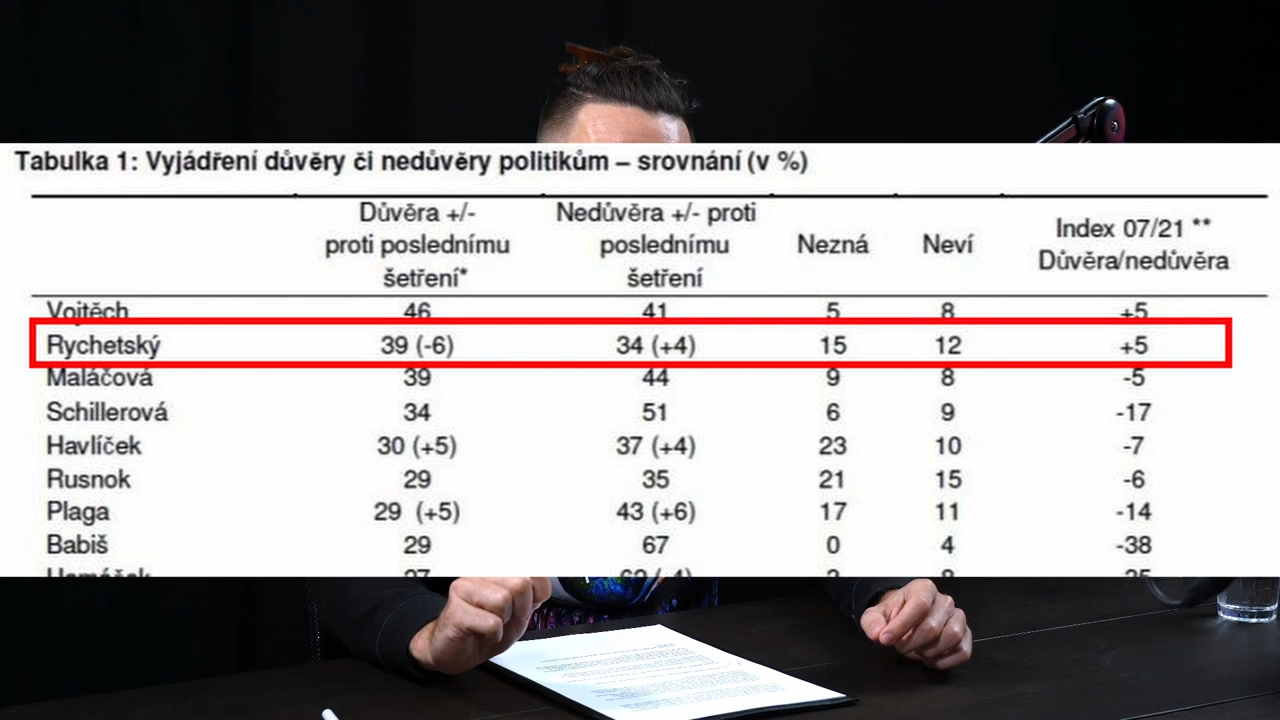 Tabulka 1: Vyjádření důvěry či nedůvěry politikům – srovnání (v %)
Důvěra +/- proti poslednímu šetření* Nedůvěra +/- proti poslednímu šetření Nezná Neví Index 07/21 ** Důvěra/nedůvěra
Vojtěch 46 41 5 8 +5
Rychetský 39 (-6) 34 (+4) 15 12 +5
Maláčová 39 44 9 8 -5
Schillerová 34 51 6 9 -17
Havlíček 30 (+5) 37 (+4) 23 10 -7
Rusnok 29 35 21 15 -6
Plaga 29 (+5) 43 (+6) 17 11 -14
Babiš 29 67 0 4 -38